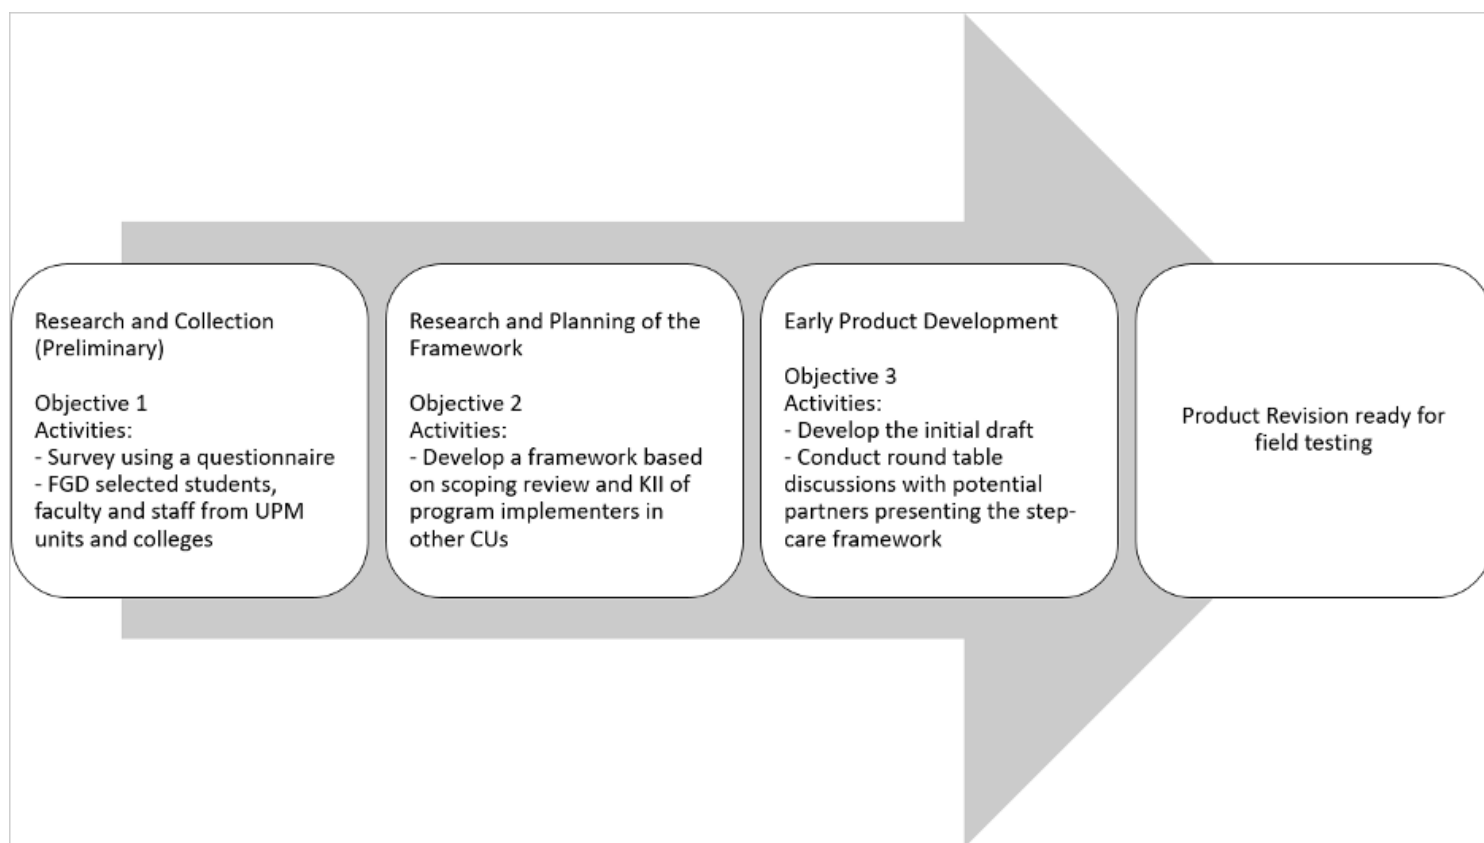 Research and Collection
(Preliminary)
Objective 1
Activities:
- Survey using a questionnaire
- FGD selected students,
faculty and staff from UPM
units and colleges
Research and Planning of the
Framework
Objective 2
Activities:
- Develop a framework based
on scoping review and KII of
program implementers in
other CUs
Early Product Development
Objective 3
Activities:
- Develop the initial draft
- Conduct round table
discussions with potential
partners presenting the step-
care framework
Product Revision ready for
field testing